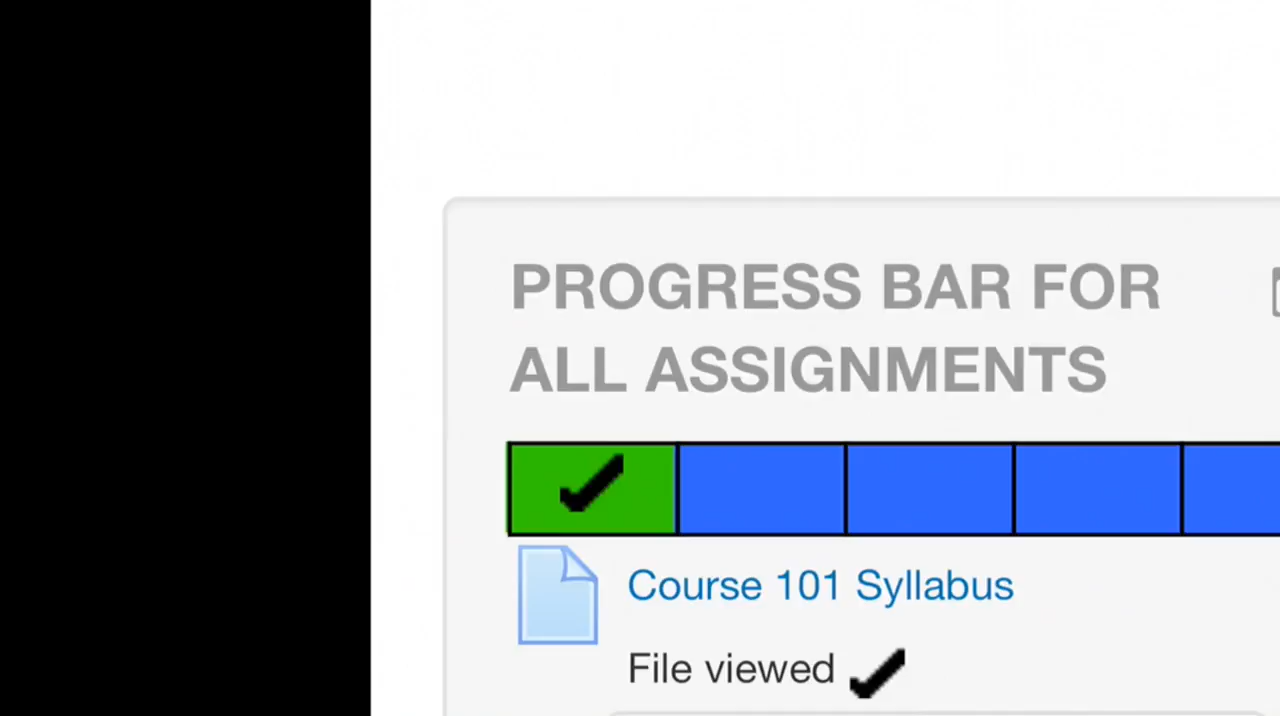 PROGRESS BAR FOR
ALL ASSIGNMENTS
Course 101 Syllabus
File viewed